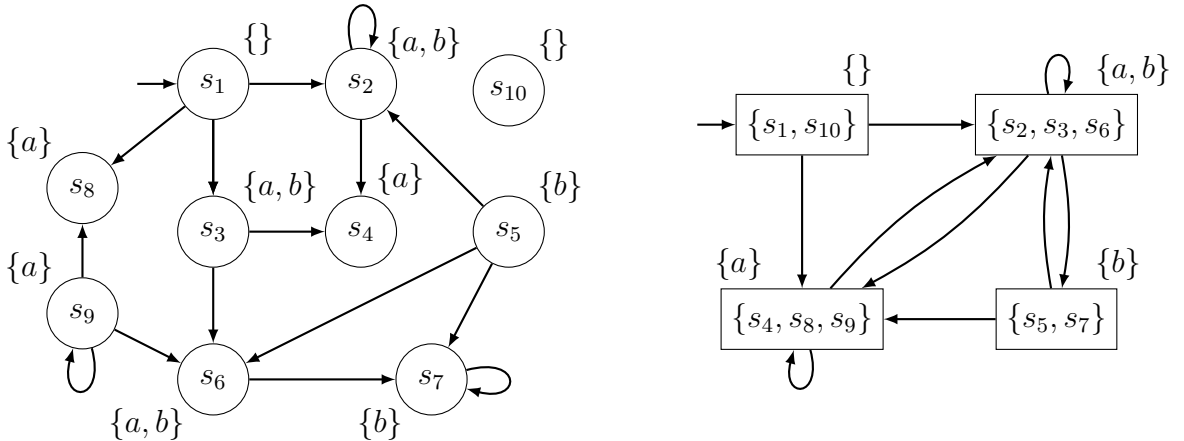 {}
s₁
{a, b}
s₂
{}
s₁₀
{a}
s₈
{a, b}
s₃
{a}
s₄
{b}
s₅
{a}
s₉
{a, b}
s₆
{b}
s₇
{}
{s₁, s₁₀}
{a, b}
{s₂, s₃, s₆}
{a}
{s₄, s₈, s₉}
{b}
{s₅, s₇}